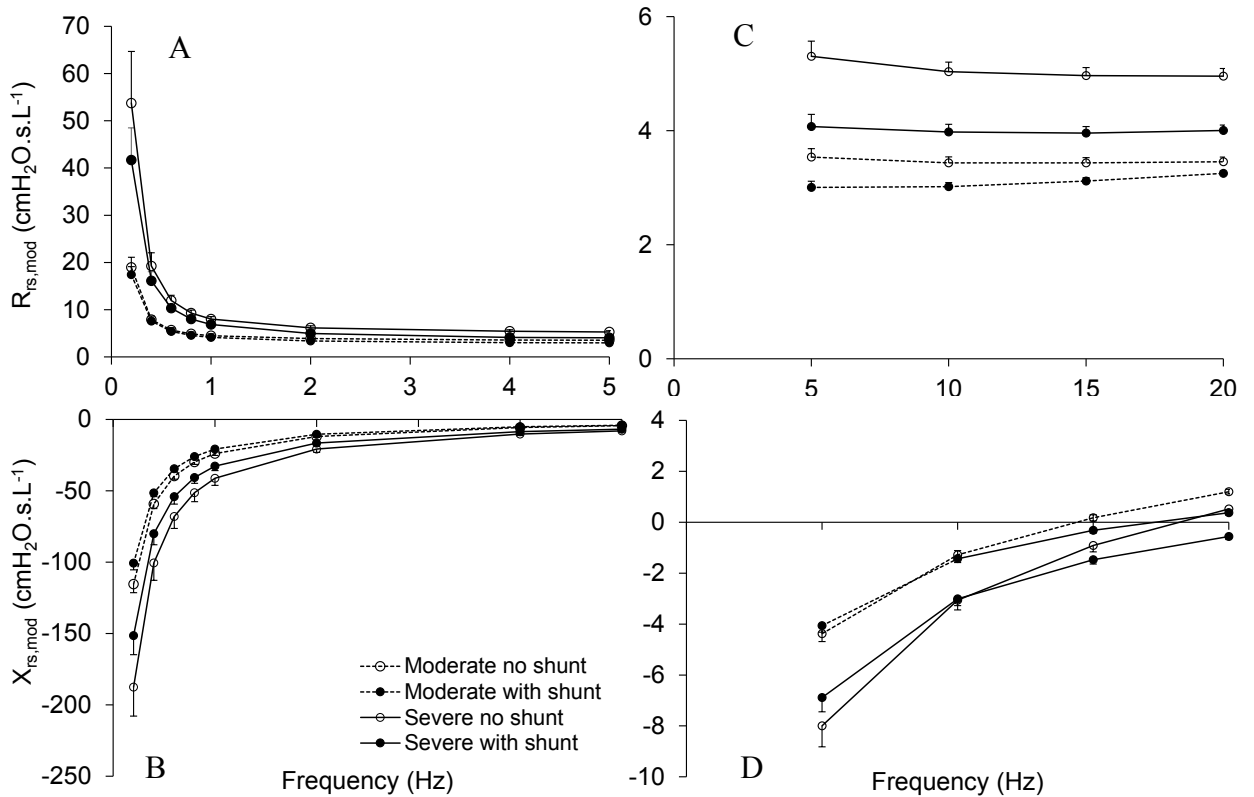 A
R_rs,mod (cmH₂O.s.L⁻¹)
70
60
50
40
30
20
10
0
0 1 2 3 4 5
C
6
4
2
0
0 5 10 15 20
B
X_rs,mod (cmH₂O.s.L⁻¹)
0
-50
-100
-150
-200
-250
Moderate no shunt
Moderate with shunt
Severe no shunt
Severe with shunt
Frequency (Hz)
D
4
2
0
-2
-4
-6
-8
-10
Frequency (Hz)